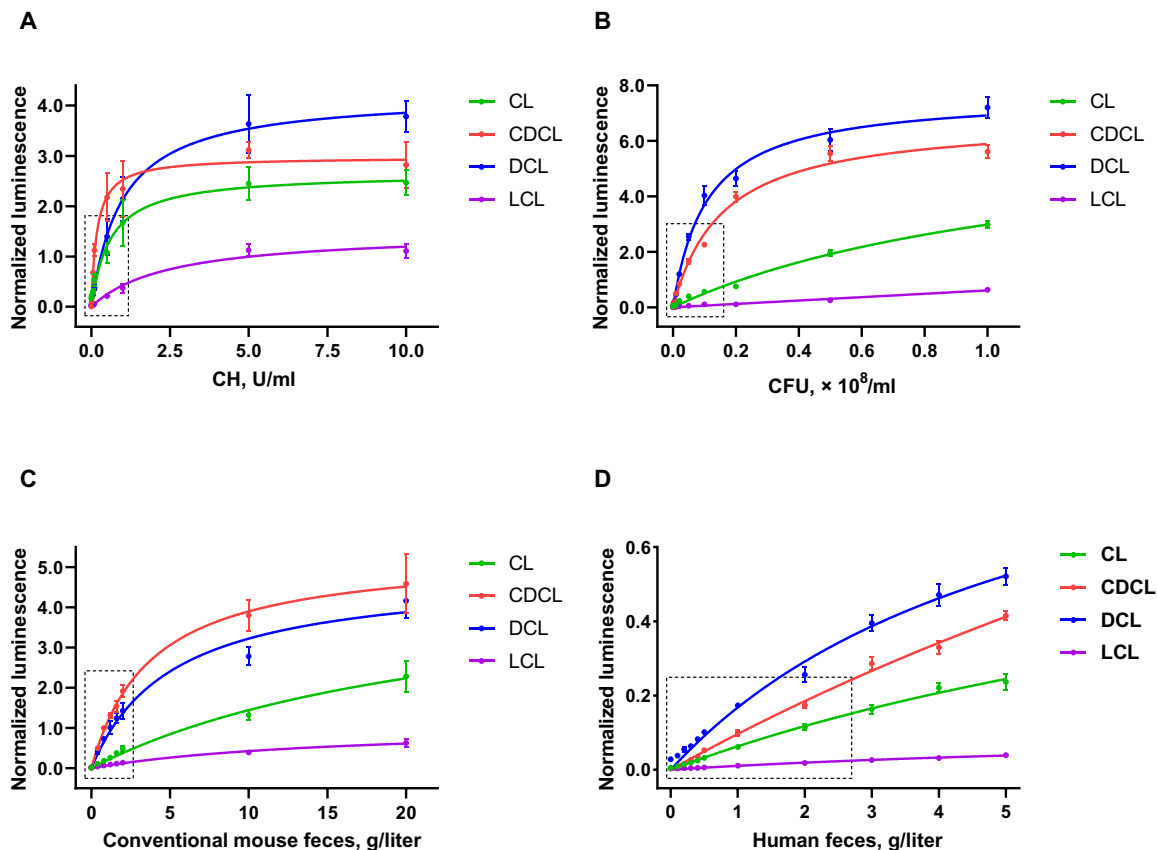 A
Normalized luminescence
4.0
3.0
2.0
1.0
0.0
0.0
2.5
5.0
7.5
10.0
CH, U/ml
CL
CDCL
DCL
LCL
B
Normalized luminescence
8.0
6.0
4.0
2.0
0.0
0.0
0.2
0.4
0.6
0.8
1.0
CFU, × 10⁸/ml
CL
CDCL
DCL
LCL
C
Normalized luminescence
5.0
4.0
3.0
2.0
1.0
0.0
0
5
10
15
20
Conventional mouse feces, g/liter
CL
CDCL
DCL
LCL
D
Normalized luminescence
0.6
0.4
0.2
0.0
0
1
2
3
4
5
Human feces, g/liter
CL
CDCL
DCL
LCL